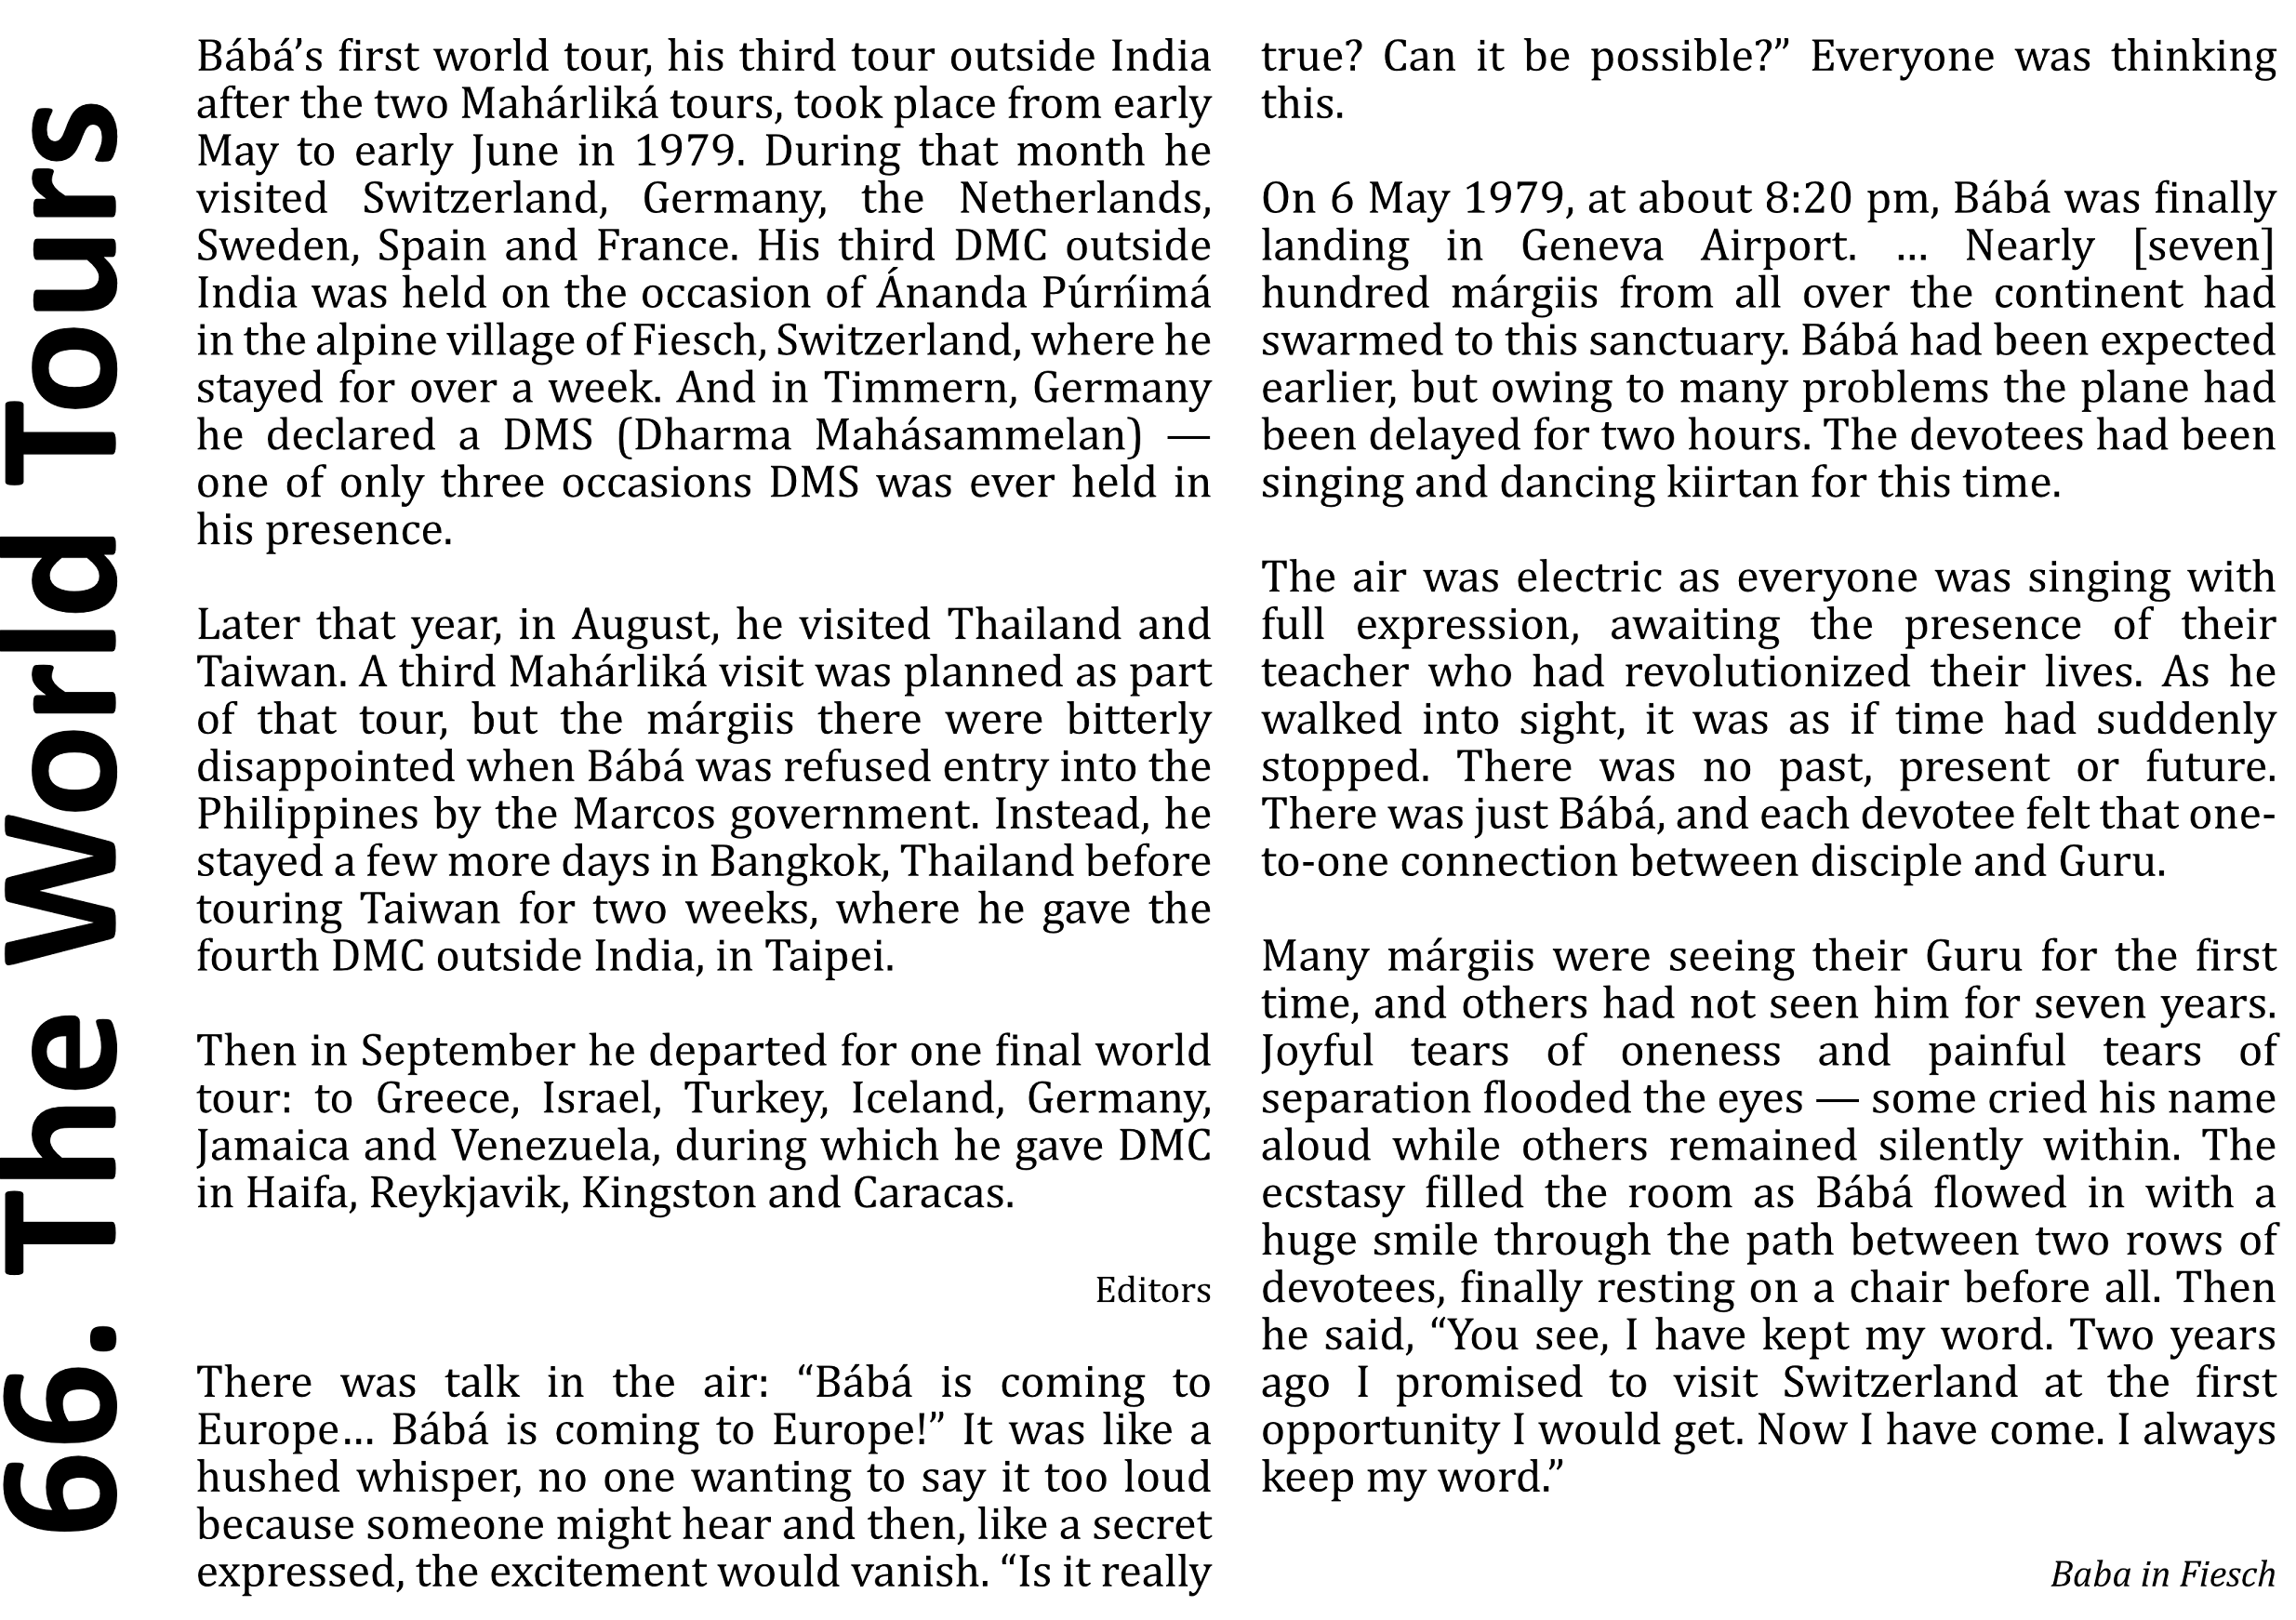 66. The World Tours
Bábá’s first world tour, his third tour outside India
after the two Mahárliká tours, took place from early
May to early June in 1979. During that month he
visited Switzerland, Germany, the Netherlands,
Sweden, Spain and France. His third DMC outside
India was held on the occasion of Ánanda Púrńimá
in the alpine village of Fiesch, Switzerland, where he
stayed for over a week. And in Timmern, Germany
he declared a DMS (Dharma Mahásammelan) —
one of only three occasions DMS was ever held in
his presence.
Later that year, in August, he visited Thailand and
Taiwan. A third Mahárliká visit was planned as part
of that tour, but the márgiis there were bitterly
disappointed when Bábá was refused entry into the
Philippines by the Marcos government. Instead, he
stayed a few more days in Bangkok, Thailand before
touring Taiwan for two weeks, where he gave the
fourth DMC outside India, in Taipei.
Then in September he departed for one final world
tour: to Greece, Israel, Turkey, Iceland, Germany,
Jamaica and Venezuela, during which he gave DMC
in Haifa, Reykjavik, Kingston and Caracas.
Editors
There was talk in the air: “Bábá is coming to
Europe... Bábá is coming to Europe!” It was like a
hushed whisper, no one wanting to say it too loud
because someone might hear and then, like a secret
expressed, the excitement would vanish. “Is it really
true? Can it be possible?” Everyone was thinking
this.
On 6 May 1979, at about 8:20 pm, Bábá was finally
landing in Geneva Airport. ... Nearly [seven]
hundred márgiis from all over the continent had
swarmed to this sanctuary. Bábá had been expected
earlier, but owing to many problems the plane had
been delayed for two hours. The devotees had been
singing and dancing kiirtan for this time.
The air was electric as everyone was singing with
full expression, awaiting the presence of their
teacher who had revolutionized their lives. As he
walked into sight, it was as if time had suddenly
stopped. There was no past, present or future.
There was just Bábá, and each devotee felt that one-
to-one connection between disciple and Guru.
Many márgiis were seeing their Guru for the first
time, and others had not seen him for seven years.
Joyful tears of oneness and painful tears of
separation flooded the eyes — some cried his name
aloud while others remained silently within. The
ecstasy filled the room as Bábá flowed in with a
huge smile through the path between two rows of
devotees, finally resting on a chair before all. Then
he said, “You see, I have kept my word. Two years
ago I promised to visit Switzerland at the first
opportunity I would get. Now I have come. I always
keep my word.”
Baba in Fiesch